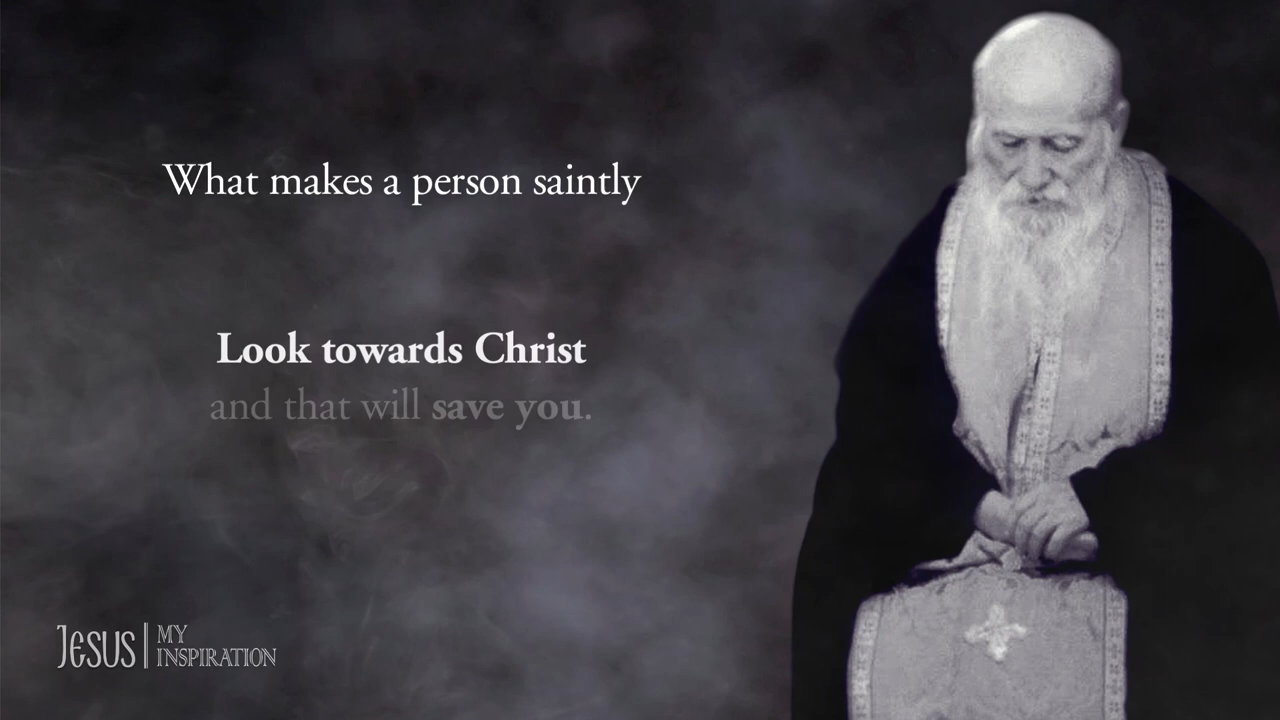 What makes a person saintly
Look towards Christ
and that will save you.
JESUS | MY
INSPIRATION